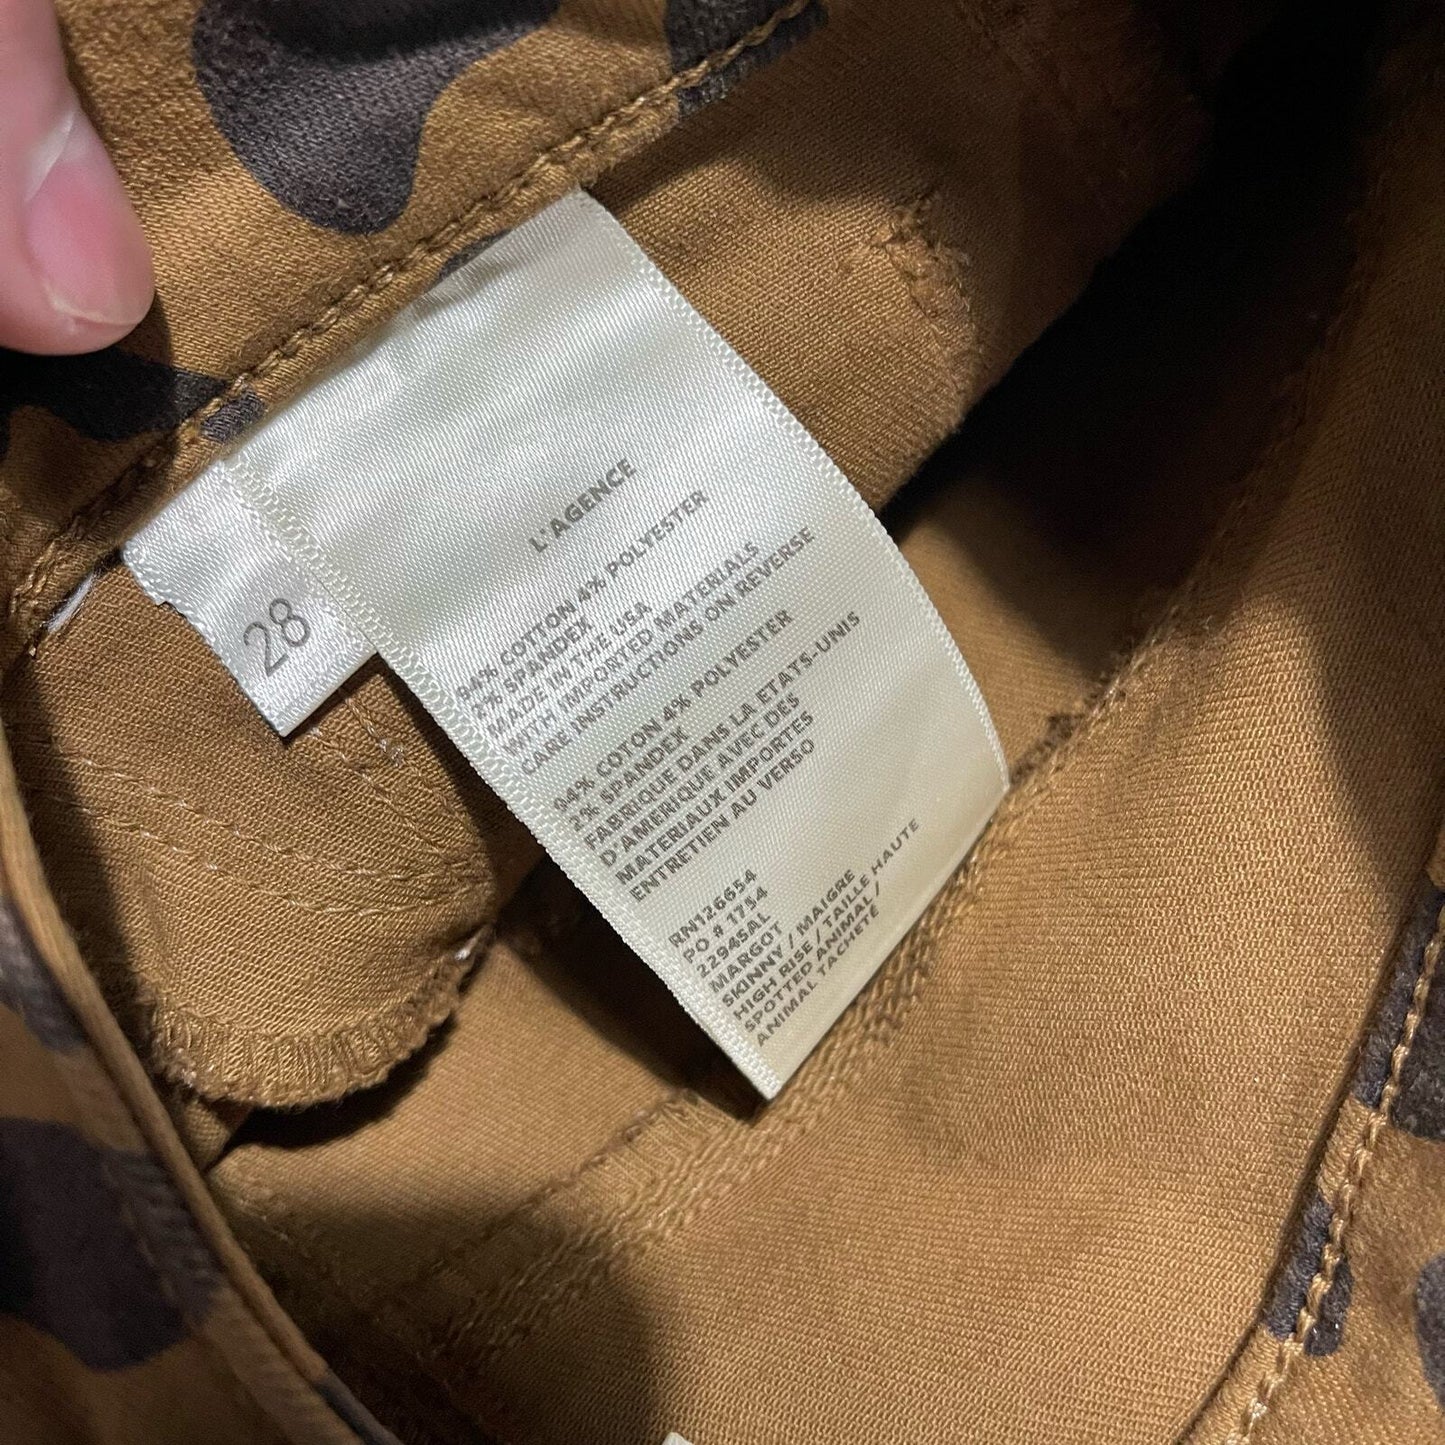 28
L'AGENCE
94% COTTON 4% POLYESTER
2% SPANDEX
MADE IN THE USA
WITH IMPORTED MATERIALS
CARE INSTRUCTIONS ON REVERSE
94% COTON 4% POLYESTER
2% SPANDEX
FABRIQUE DANS LA ETATS-UNIS
D'AMERIQUE AVEC DES
MATERIAUX IMPORTES
ENTRETIEN AU VERSO
RN126654
PO # 1754
2294SAL
MARGOT
SKINNY / MAIGRE
HIGH RISE / TAILLE HAUTE
SPOTTED ANIMAL /
ANIMAL TACHETÉ